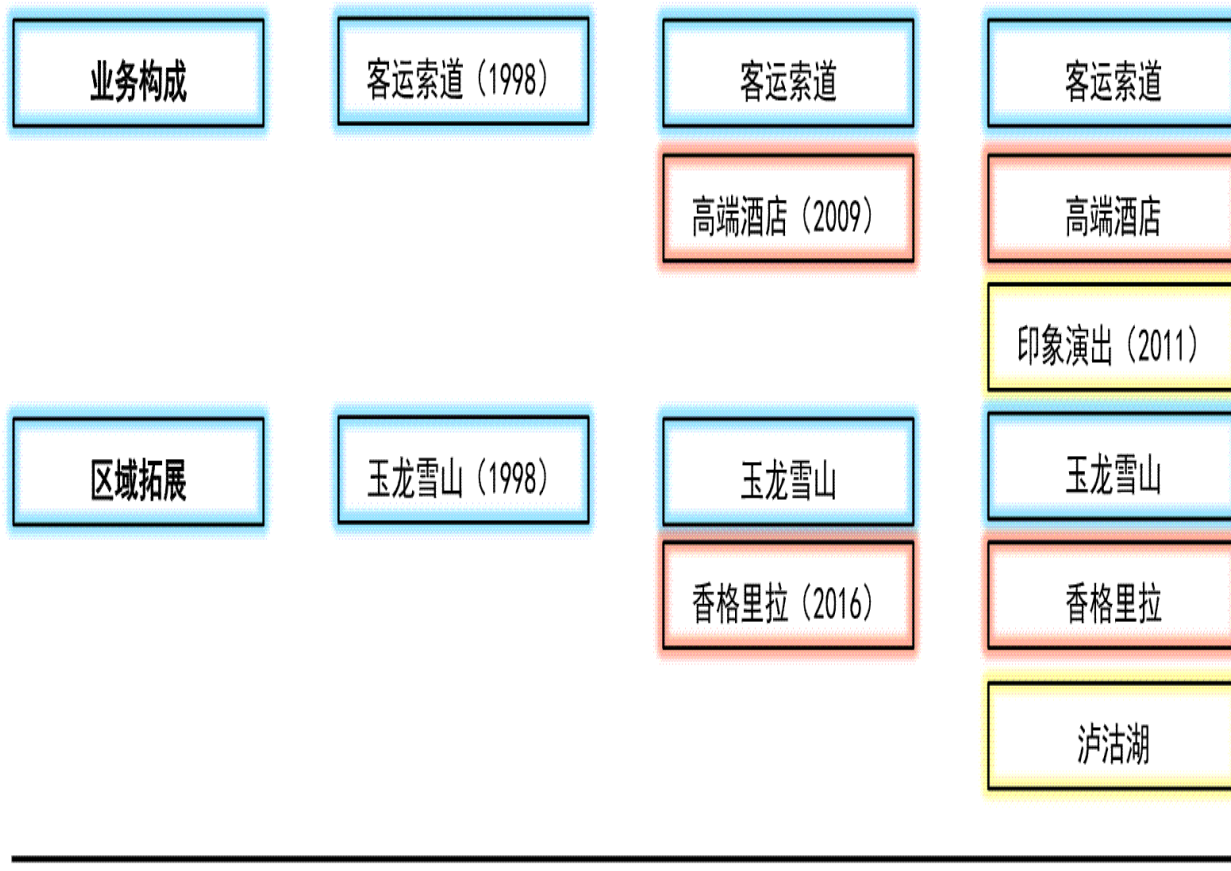 业务构成
客运索道（1998）
客运索道
客运索道
高端酒店（2009）
高端酒店
印象演出（2011）
区域拓展
玉龙雪山（1998）
玉龙雪山
玉龙雪山
香格里拉（2016）
香格里拉
泸沽湖